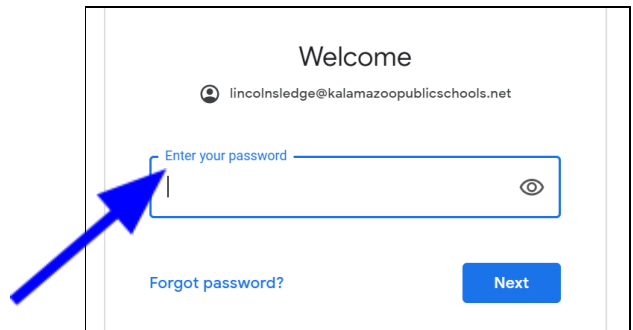 Welcome
lincolnsledge@kalamazoopublicschools.net
Enter your password
Forgot password?
Next